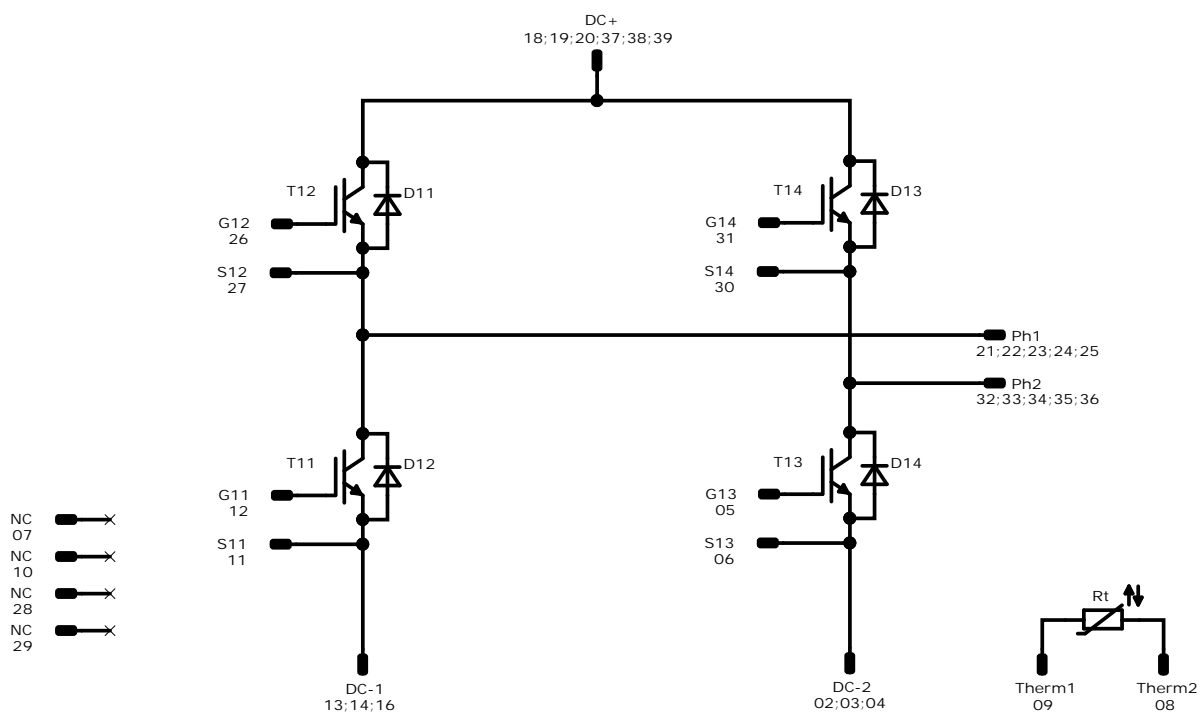 DC+
18;19;20;37;38;39
T12
D11
G12
26
S12
27
T14
D13
G14
31
S14
30
Ph1
21;22;23;24;25
Ph2
32;33;34;35;36
T11
D12
G11
12
S11
11
T13
D14
G13
05
S13
06
NC
07
NC
10
NC
28
NC
29
Rt
DC-1
13;14;16
DC-2
02;03;04
Therm1
09
Therm2
08